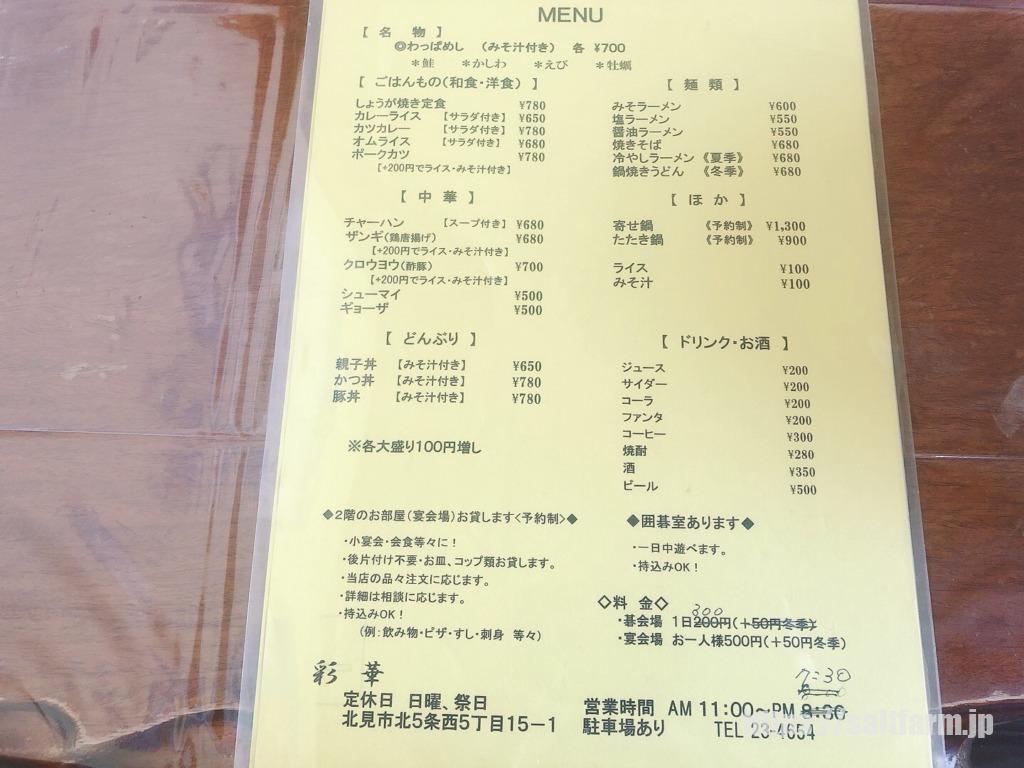 MENU
【 名 物 】
◎わっぱめし （みそ汁付き） 各 ¥700
＊鮭 ＊かしわ ＊えび ＊牡蠣
【 ごはんもの（和食・洋食） 】
しょうが焼き定食 ¥780
カレーライス 【サラダ付き】 ¥650
カツカレー 【サラダ付き】 ¥780
オムライス 【サラダ付き】 ¥680
ポークカツ ¥780
【+200円でライス・みそ汁付き】
【 中 華 】
チャーハン 【スープ付き】 ¥680
ザンギ（鶏唐揚げ） ¥680
【+200円でライス・みそ汁付き】
クロウヨウ（酢豚） ¥700
【+200円でライス・みそ汁付き】
シューマイ ¥500
ギョーザ ¥500
【 どんぶり 】
親子丼 【みそ汁付き】 ¥650
かつ丼 【みそ汁付き】 ¥780
豚丼 【みそ汁付き】 ¥780
※各大盛り100円増し
【 麺 類 】
みそラーメン ¥600
塩ラーメン ¥550
醤油ラーメン ¥550
焼きそば ¥680
冷やしラーメン 《夏季》 ¥680
鍋焼きうどん 《冬季》 ¥680
【 ほ か 】
寄せ鍋 《予約制》 ¥1,300
たたき鍋 《予約制》 ¥900
ライス ¥100
みそ汁 ¥100
【 ドリンク・お酒 】
ジュース ¥200
サイダー ¥200
コーラ ¥200
ファンタ ¥200
コーヒー ¥300
焼酎 ¥280
酒 ¥350
ビール ¥500
◆2階のお部屋（宴会場）お貸します<予約制>◆
・小宴会・会食等々に！
・後片付け不要・お皿、コップ類お貸します。
・当店の品々注文に応じます。
・詳細は相談に応じます。
・持込みOK！
（例：飲み物・ピザ・すし・刺身 等々）
◆囲碁室あります◆
・一日中遊べます。
・持込みOK！
◇料 金◇
300
・碁会場 1日200円（＋50円冬季）
・宴会場 お一人様500円（＋50円冬季）
彩 華
定休日 日曜、祭日
北見市北5条西5丁目15－1
7:30
営業時間 AM 11:00～PM 8:00
駐車場あり TEL 23-4654
saltfarm.jp